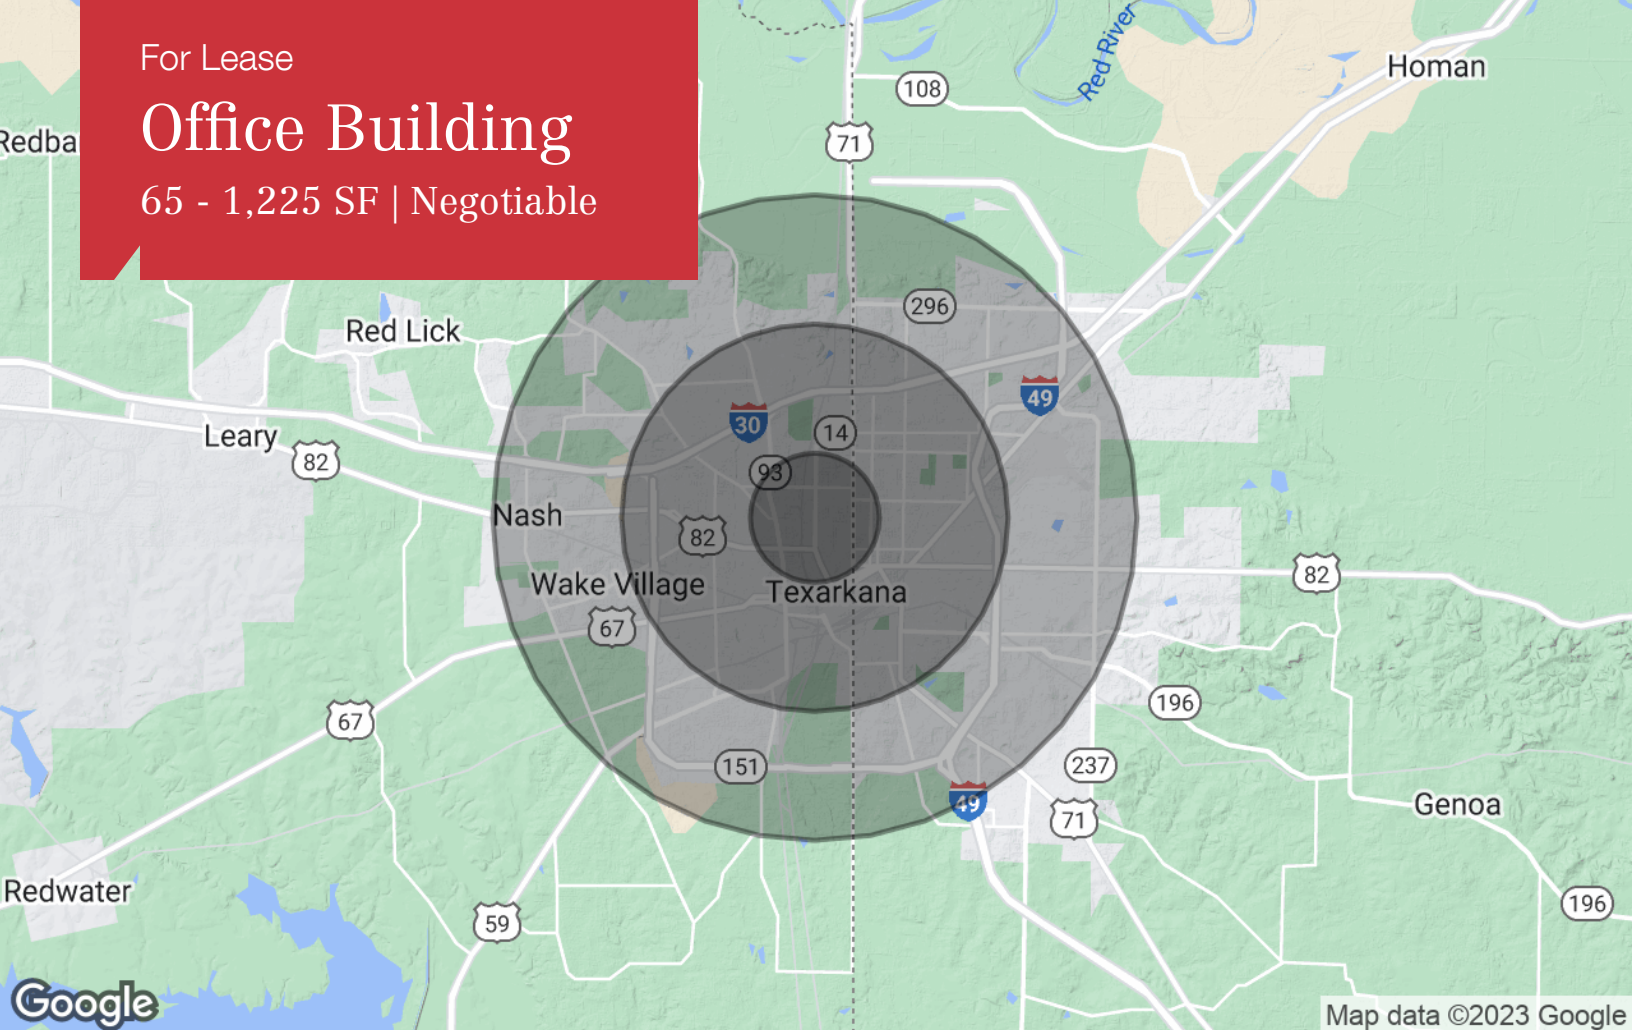 For Lease
Office Building
65 - 1,225 SF | Negotiable
Homan
Red River
108
71
Redba
296
Red Lick
49
30
14
Leary
82
93
Nash
82
82
Wake Village
Texarkana
67
196
67
151
237
49
71
Genoa
Redwater
196
59
Google
Map data ©2023 Google